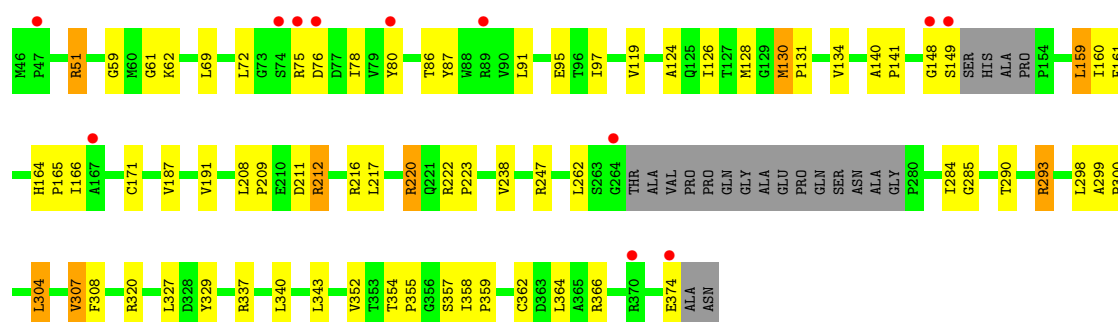 M46 P47 R51 G59 M60 G61 K62 L69 L72 G73 S74 R75 D76 D77 I78 V79 Y80 T86 Y87 W88 R89 V90 L91 E95 T96 I97 V119 A124 Q125 I126 T127 M128 G129 M130 P131 V134 A140 P141 G148 S149 SER HIS ALA PRO P154 L159 I160
H164 P165 I166 A167 C171 V187 V191 L208 P209 E210 D211 R212 R216 L217 R220 Q221 R222 P223 V238 R247 L262 S263 G264 THR ALA VAL PRO PRO GLN GLY ALA GLU PRO GLN SER ASN ALA GLY P280 I284 G285 T290 R293 L298 A299
L304 V307 F308 R320 L327 D328 Y329 R337 L340 L343 V352 T353 T354 P355 G356 S357 I358 P359 C362 D363 L364 A365 R366 R370 E374 ALA ASN